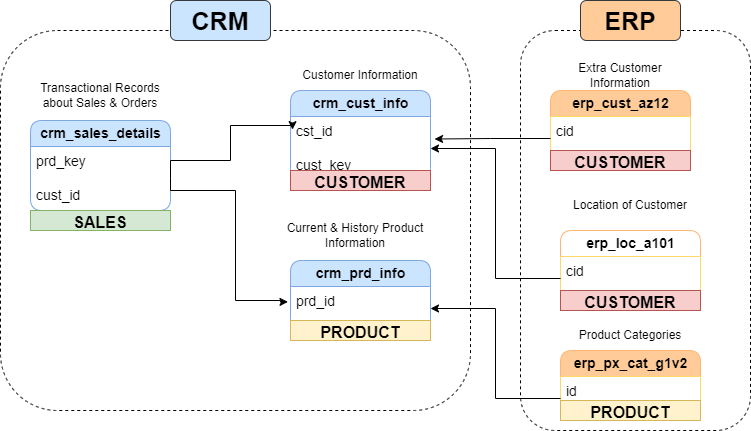 CRM
ERP
Transactional Records
about Sales & Orders
crm_sales_details
prd_key
cust_id
SALES
Customer Information
crm_cust_info
cst_id
cust_key
CUSTOMER
Current & History Product
Information
crm_prd_info
prd_id
PRODUCT
Extra Customer
Information
erp_cust_az12
cid
CUSTOMER
Location of Customer
erp_loc_a101
cid
CUSTOMER
Product Categories
erp_px_cat_g1v2
id
PRODUCT